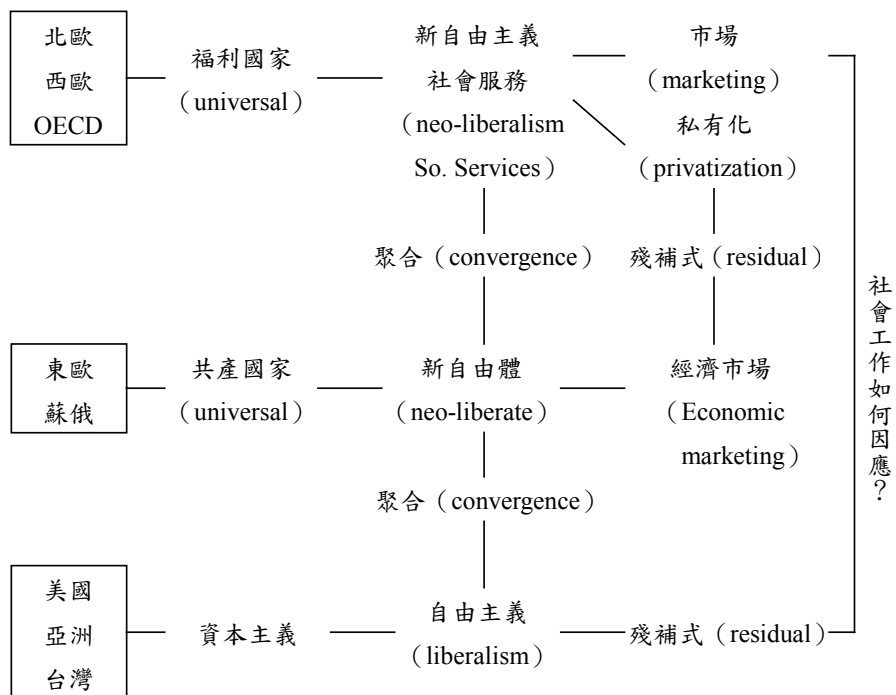 北歐
西歐
OECD
福利國家
（universal）
新自由主義
社會服務
（neo-liberalism
So. Services）
市場
（marketing）
私有化
（privatization）
聚合（convergence）
殘補式（residual）
東歐
蘇俄
共產國家
（universal）
新自由體
（neo-liberate）
經濟市場
（Economic
marketing）
聚合（convergence）
美國
亞洲
台灣
資本主義
自由主義
（liberalism）
殘補式（residual）
社會工作如何因應？